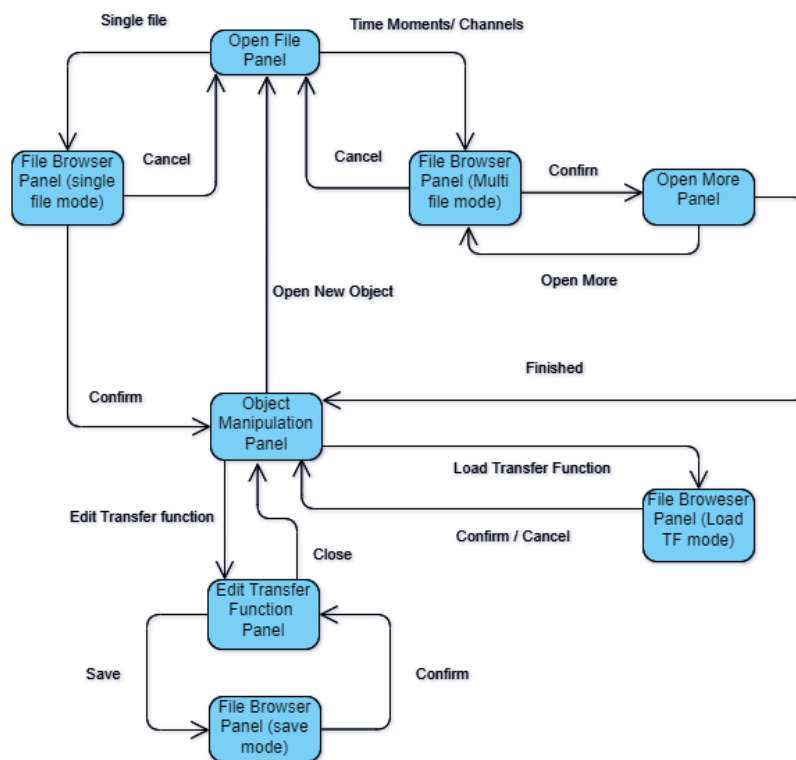 Single file
Open File
Panel
Time Moments/ Channels
File Browser
Panel (single
file mode)
Cancel
Cancel
File Browser
Panel (Multi
file mode)
Confirn
Open More
Panel
Open More
Open New Object
Finished
Confirm
Object
Manipulation
Panel
Load Transfer Function
File Broweser
Panel (Load
TF mode)
Edit Transfer function
Confirm / Cancel
Close
Edit Transfer
Function
Panel
Save
Confirm
File Browser
Panel (save
mode)